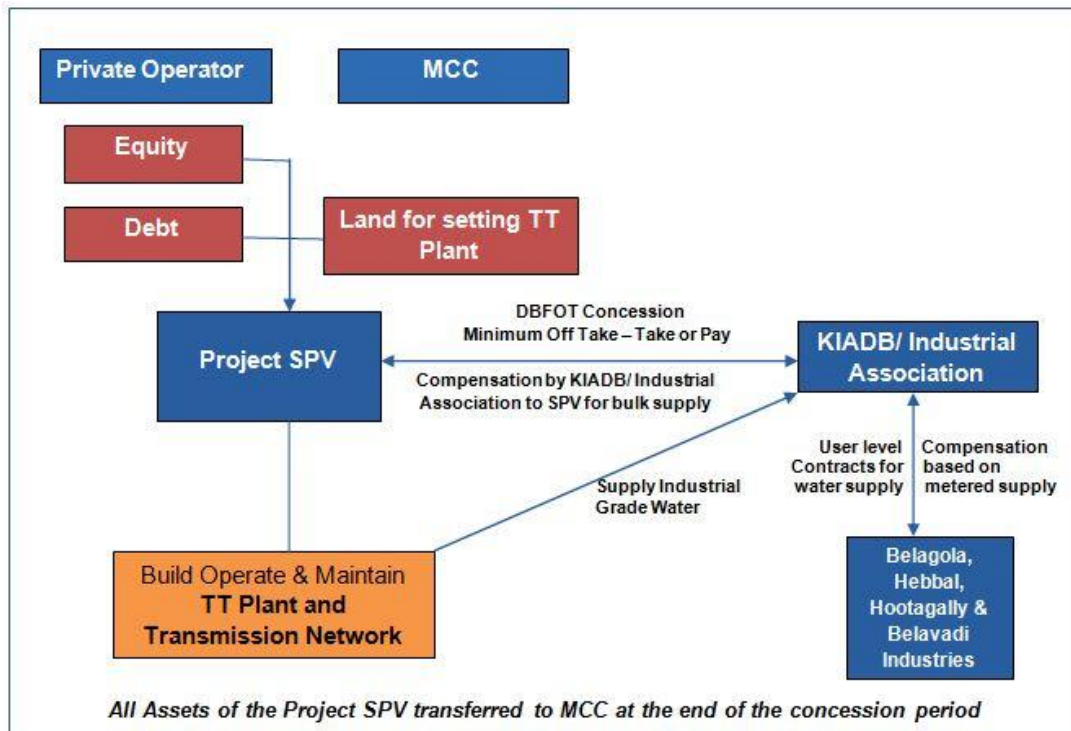 Private Operator
MCC
Equity
Debt
Land for setting TT
Plant
Project SPV
DBFOT Concession
Minimum Off Take – Take or Pay
Compensation by KIADB/ Industrial
Association to SPV for bulk supply
KIADB/ Industrial
Association
User level
Contracts for
water supply
Compensation
based on
metered supply
Supply Industrial
Grade Water
Build Operate & Maintain
TT Plant and
Transmission Network
Belagola,
Hebbal,
Hootagally &
Belavadi
Industries
All Assets of the Project SPV transferred to MCC at the end of the concession period